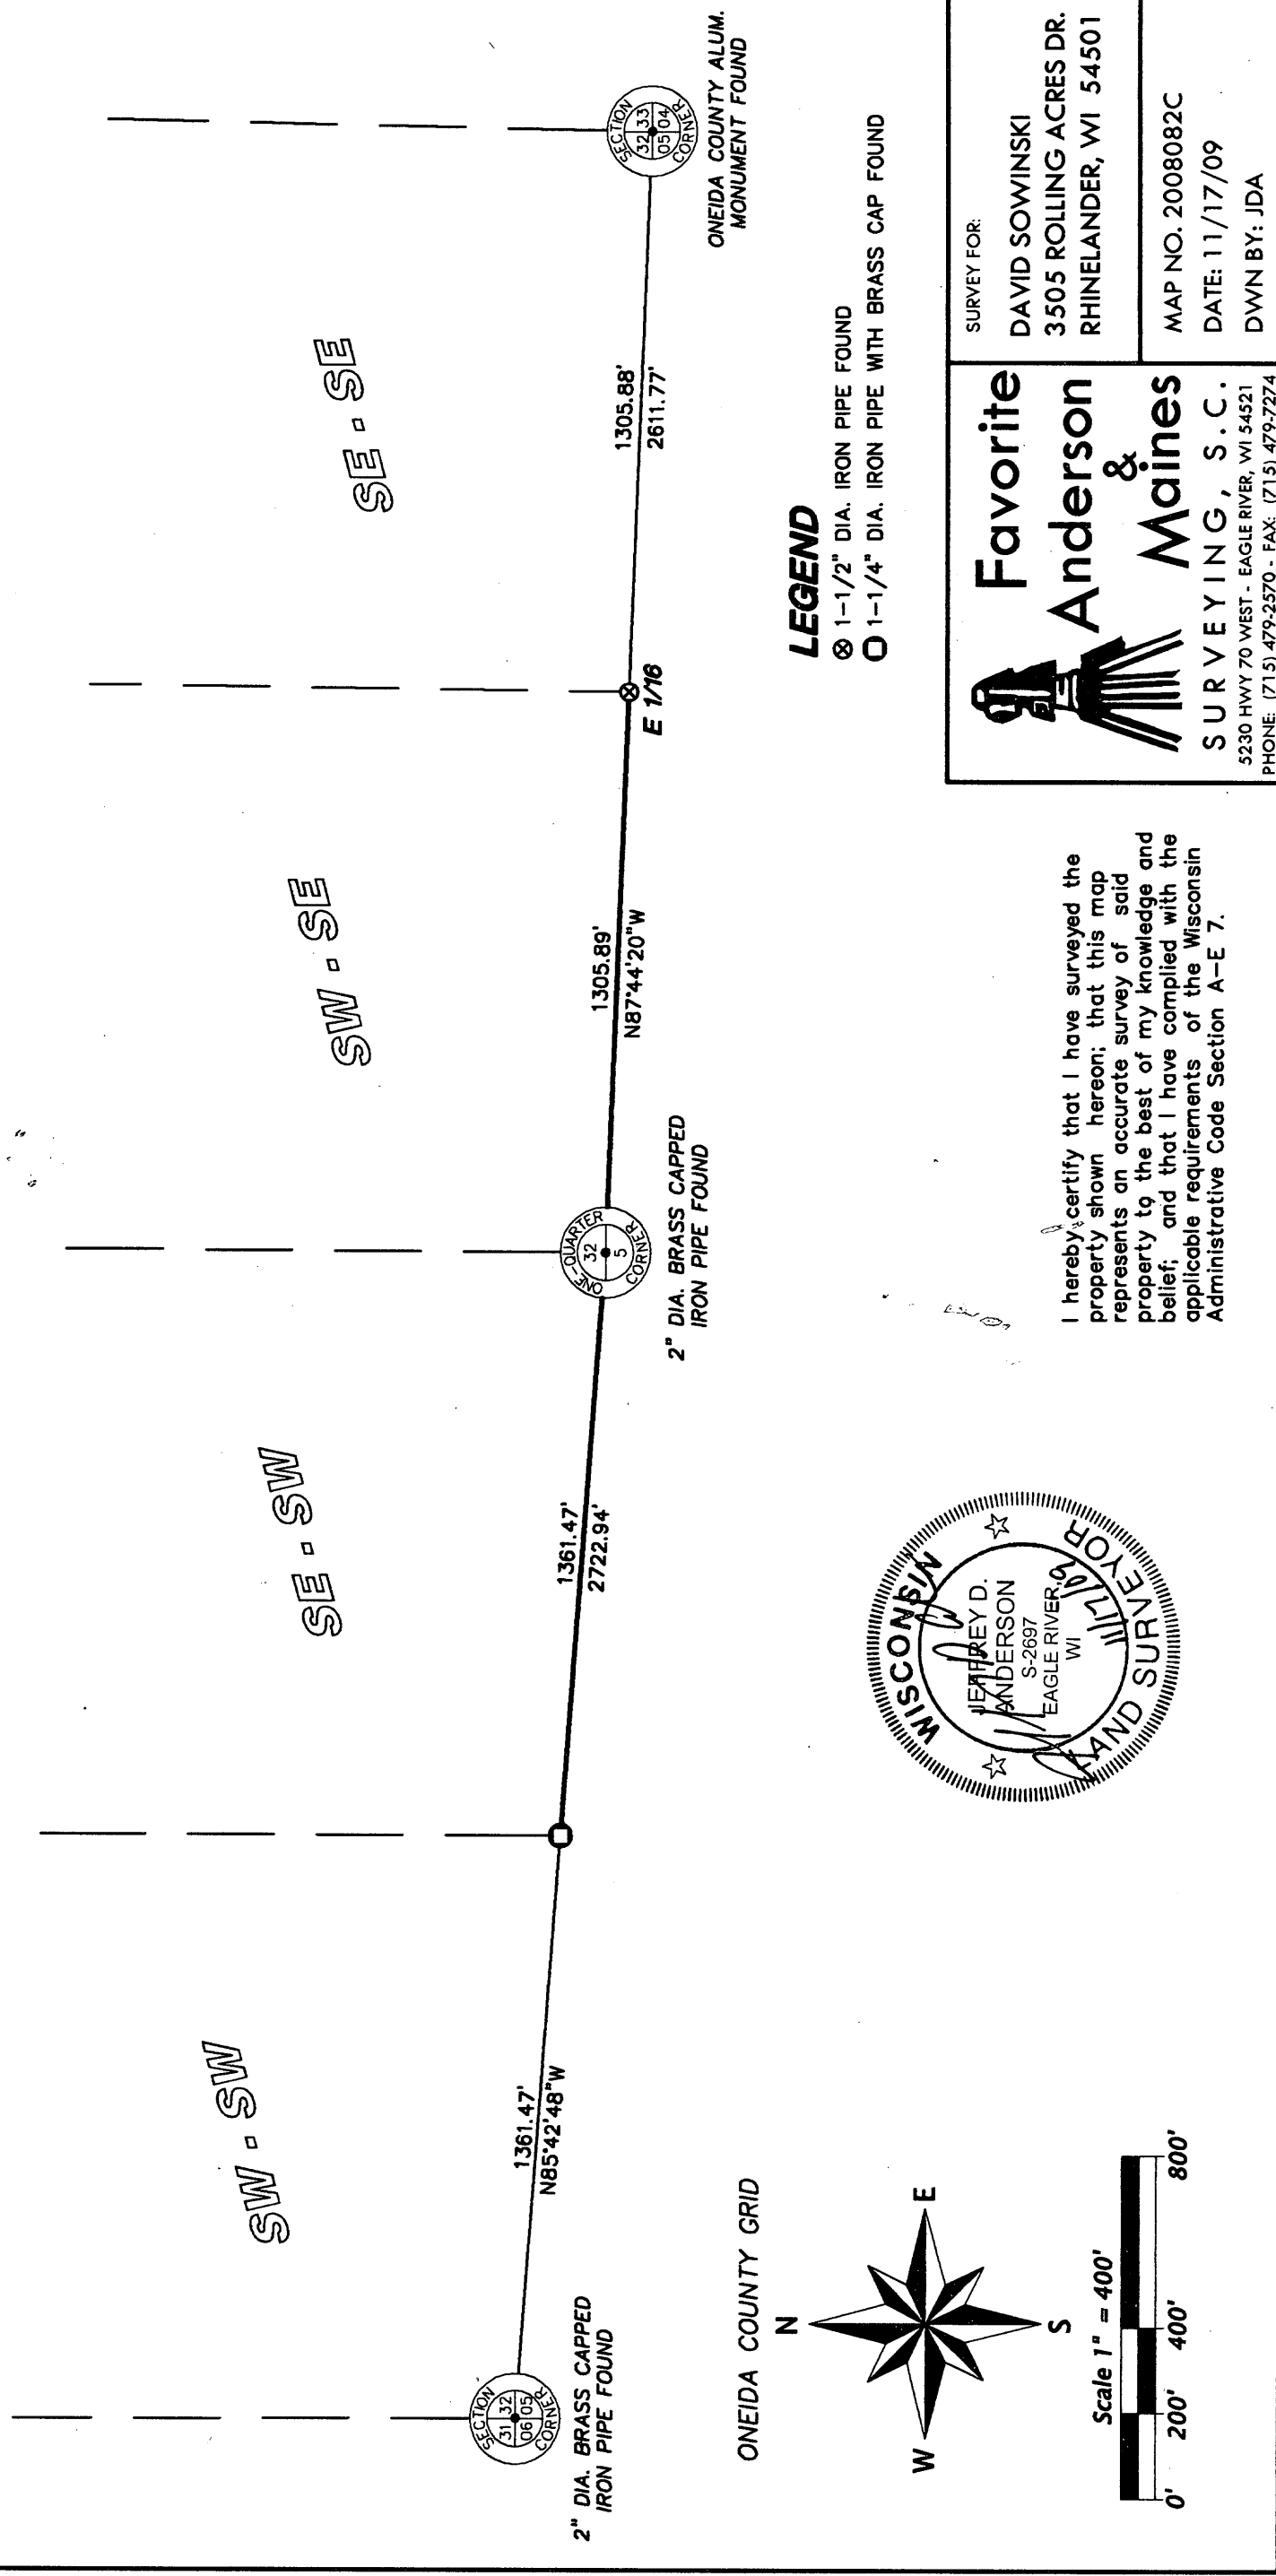 SW - SW
SE - SW
SW - SE
SE - SE
SECTION
31 32
06 05
CORNER
2" DIA. BRASS CAPPED
IRON PIPE FOUND
1361.47'
N85°42'48"W
1361.47'
2722.94'
ONE-QUARTER
32
5
CORNER
2" DIA. BRASS CAPPED
IRON PIPE FOUND
1305.89'
N87°44'20"W
E 1/16
1305.88'
2611.77'
SECTION
32 33
05 04
CORNER
ONEIDA COUNTY ALUM.
MONUMENT FOUND
LEGEND
1-1/2" DIA. IRON PIPE FOUND
1-1/4" DIA. IRON PIPE WITH BRASS CAP FOUND
ONEIDA COUNTY GRID
N
W
E
S
Scale 1" = 400'
0' 200' 400' 800'
WISCONSIN
JEFFREY D.
ANDERSON
S-2697
EAGLE RIVER,
WI
11/17/09
LAND SURVEYOR
I hereby certify that I have surveyed the
property shown hereon; that this map
represents an accurate survey of said
property to the best of my knowledge and
belief; and that I have complied with the
applicable requirements of the Wisconsin
Administrative Code Section A-E 7.
Favorite
Anderson
&
Maines
SURVEYING, S.C.
5230 HWY 70 WEST - EAGLE RIVER, WI 54521
PHONE: (715) 479-2570 - FAX: (715) 479-7274
SURVEY FOR:
DAVID SOWINSKI
3505 ROLLING ACRES DR.
RHINELANDER, WI 54501
MAP NO. 2008082C
DATE: 11/17/09
DWN BY: JDA